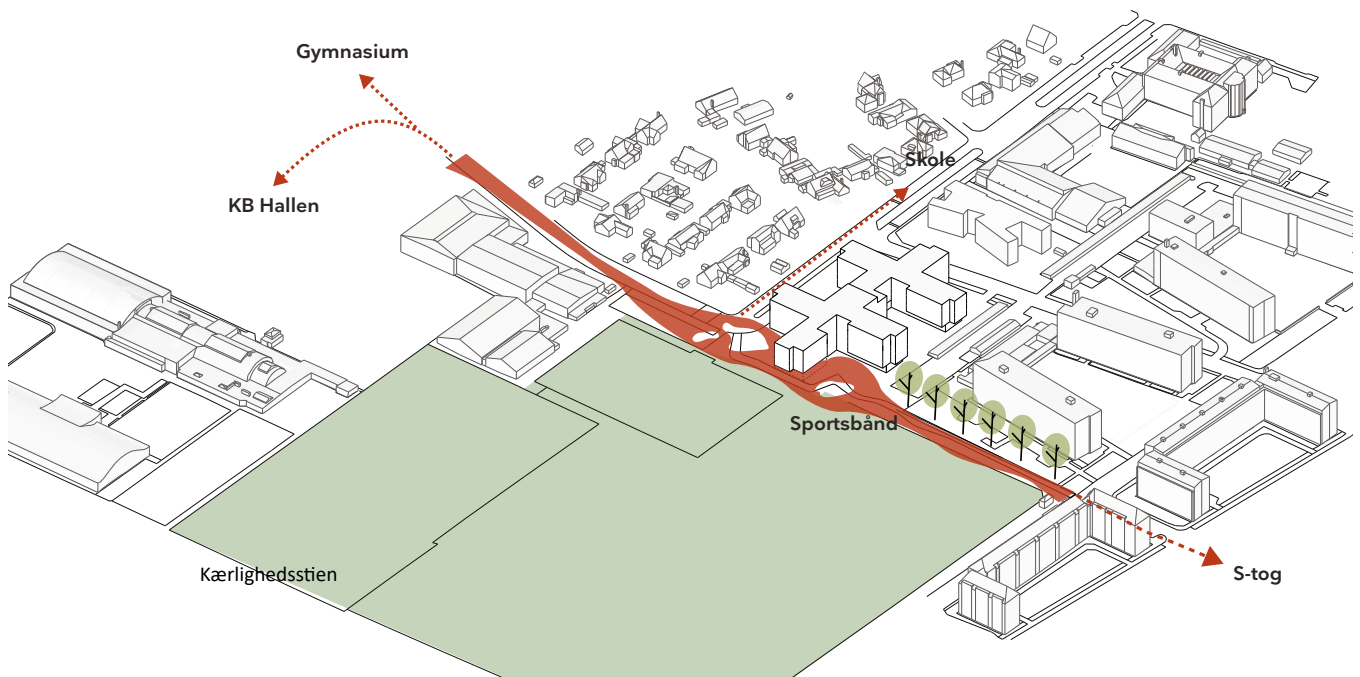 Gymnasium
KB Hallen
Skole
Sportsbånd
Kærlighedsstien
S-tog